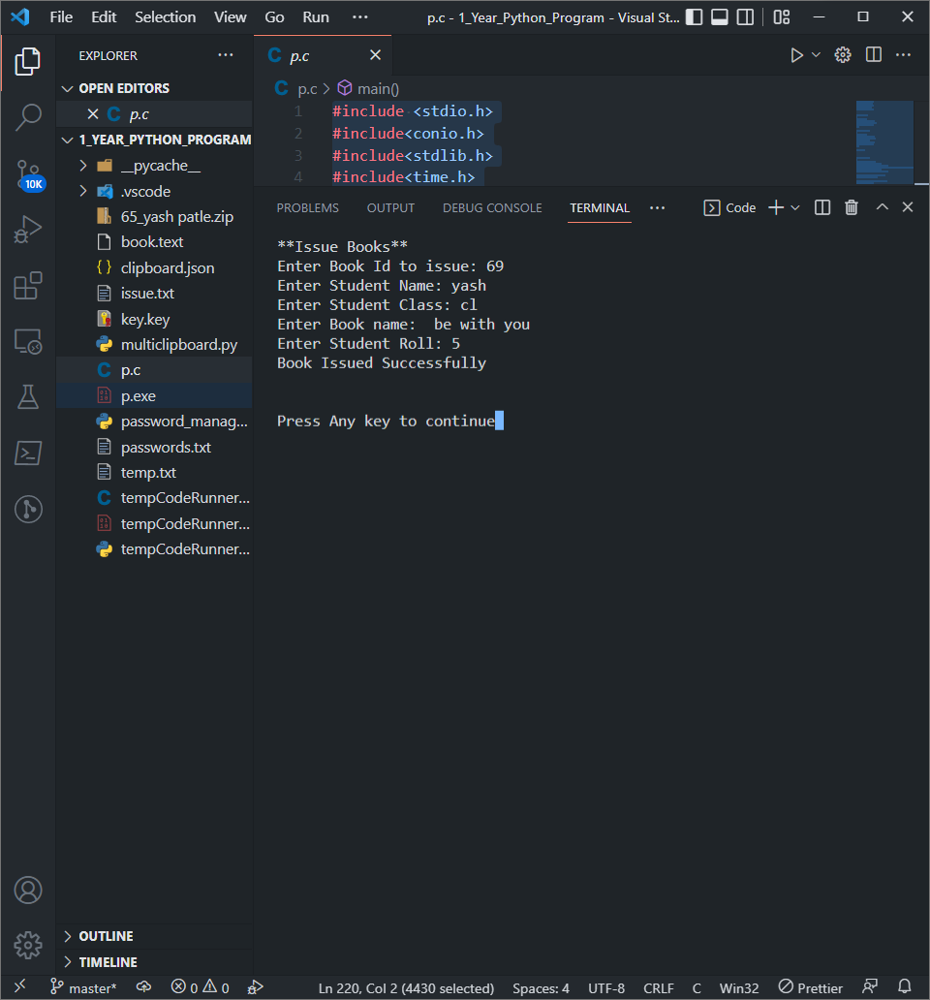 File Edit Selection View Go Run ··· p.c - 1_Year_Python_Program - Visual St...
EXPLORER ···
OPEN EDITORS
p.c
1_YEAR_PYTHON_PROGRAM
__pycache__
.vscode
65_yash patle.zip
book.text
clipboard.json
issue.txt
key.key
multiclipboard.py
p.c
p.exe
password_manag...
passwords.txt
temp.txt
tempCodeRunner...
tempCodeRunner...
tempCodeRunner...
OUTLINE
TIMELINE
10K
p.c
p.c > main()
1 #include <stdio.h>
2 #include<conio.h>
3 #include<stdlib.h>
4 #include<time.h>
PROBLEMS OUTPUT DEBUG CONSOLE TERMINAL ··· Code
**Issue Books**
Enter Book Id to issue: 69
Enter Student Name: yash
Enter Student Class: cl
Enter Book name:  be with you
Enter Student Roll: 5
Book Issued Successfully
Press Any key to continue
master* 0 0 Ln 220, Col 2 (4430 selected) Spaces: 4 UTF-8 CRLF C Win32 Prettier